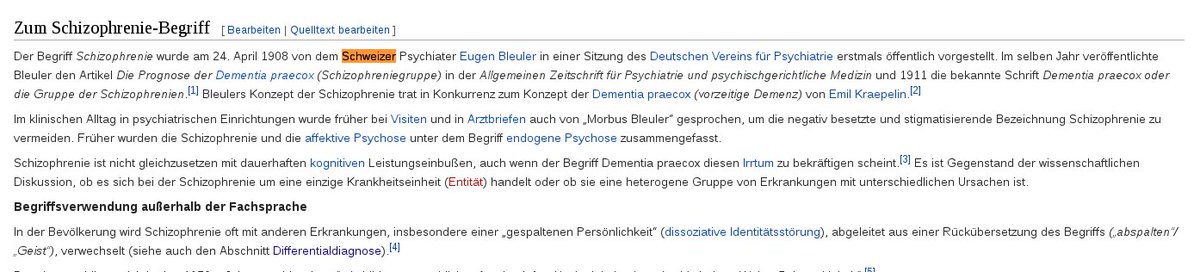 Zum Schizophrenie-Begriff [ Bearbeiten | Quelltext bearbeiten ]
Der Begriff Schizophrenie wurde am 24. April 1908 von dem Schweizer Psychiater Eugen Bleuler in einer Sitzung des Deutschen Vereins für Psychiatrie erstmals öffentlich vorgestellt. Im selben Jahr veröffentlichte
Bleuler den Artikel Die Prognose der Dementia praecox (Schizophreniegruppe) in der Allgemeinen Zeitschrift für Psychiatrie und psychischgerichtliche Medizin und 1911 die bekannte Schrift Dementia praecox oder
die Gruppe der Schizophrenien.[1] Bleulers Konzept der Schizophrenie trat in Konkurrenz zum Konzept der Dementia praecox (vorzeitige Demenz) von Emil Kraepelin.[2]
Im klinischen Alltag in psychiatrischen Einrichtungen wurde früher bei Visiten und in Arztbriefen auch von „Morbus Bleuler“ gesprochen, um die negativ besetzte und stigmatisierende Bezeichnung Schizophrenie zu
vermeiden. Früher wurden die Schizophrenie und die affektive Psychose unter dem Begriff endogene Psychose zusammengefasst.
Schizophrenie ist nicht gleichzusetzen mit dauerhaften kognitiven Leistungseinbußen, auch wenn der Begriff Dementia praecox diesen Irrtum zu bekräftigen scheint.[3] Es ist Gegenstand der wissenschaftlichen
Diskussion, ob es sich bei der Schizophrenie um eine einzige Krankheitseinheit (Entität) handelt oder ob sie eine heterogene Gruppe von Erkrankungen mit unterschiedlichen Ursachen ist.
Begriffsverwendung außerhalb der Fachsprache
In der Bevölkerung wird Schizophrenie oft mit anderen Erkrankungen, insbesondere einer „gespaltenen Persönlichkeit“ (dissoziative Identitätsstörung), abgeleitet aus einer Rückübersetzung des Begriffs („abspalten“/
„Geist“), verwechselt (siehe auch den Abschnitt Differentialdiagnose).[4]